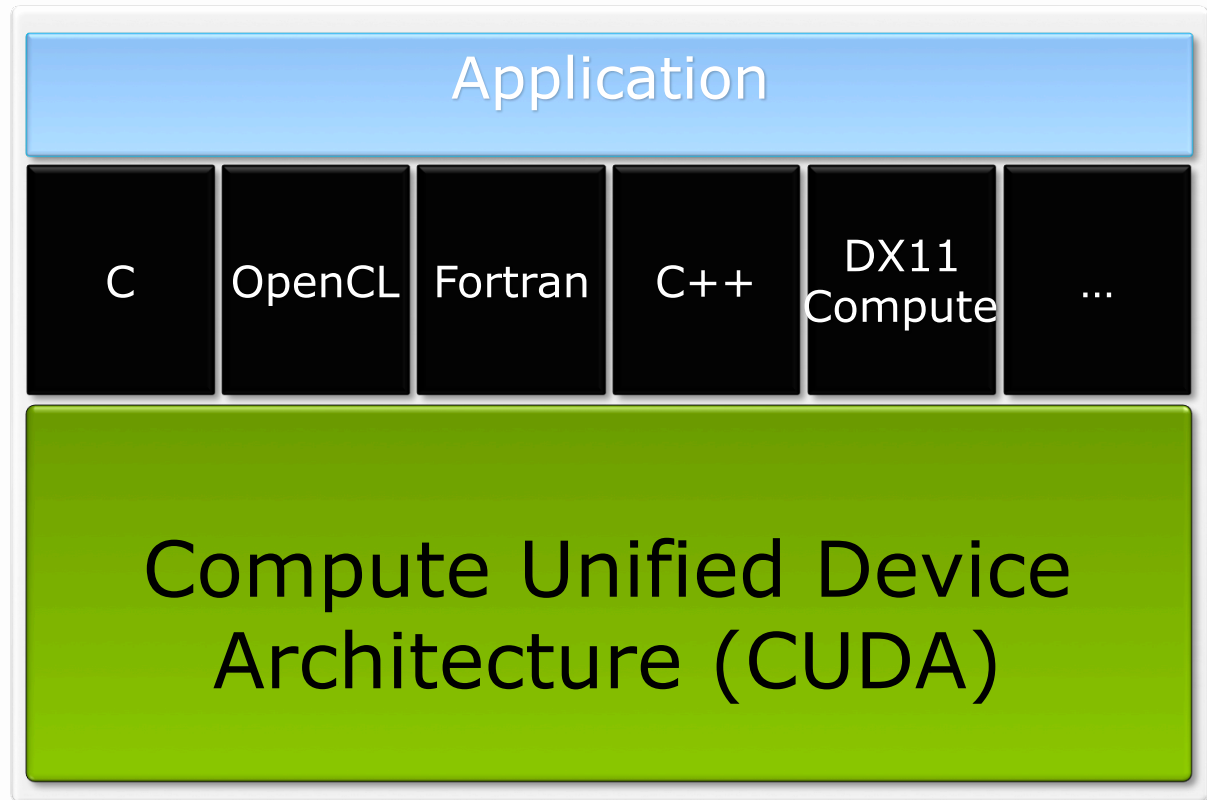 Application
C
OpenCL
Fortran
C++
DX11
Compute
...
Compute Unified Device
Architecture (CUDA)